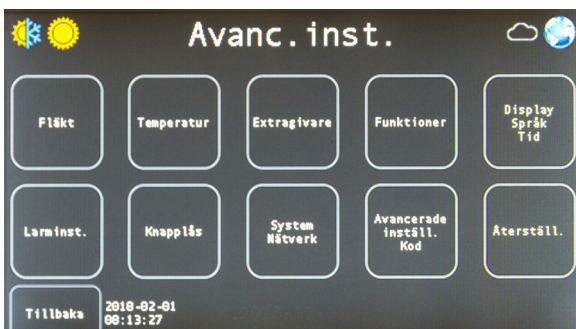 Avanc.inst.
Fläkt
Temperatur
Extragivare
Funktioner
Display
Språk
Tid
Larminst.
Knapplås
System
Nätverk
Avancerade
inställ.
Kod
Återställ.
Tillbaka
2018-02-01
08:13:27